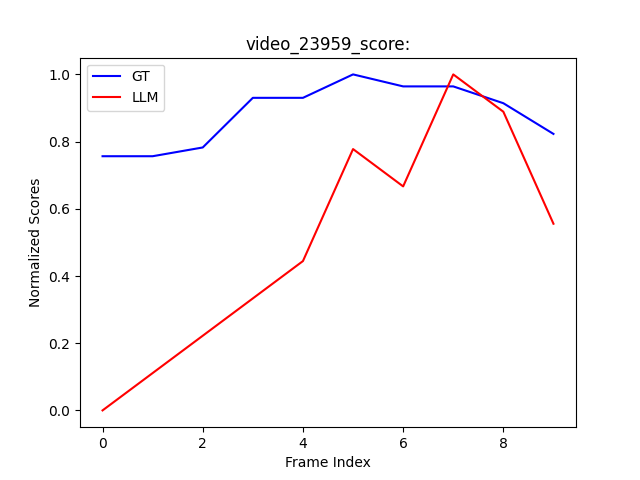 video_23959_score:
GT
LLM
Normalized Scores
1.0
0.8
0.6
0.4
0.2
0.0
0 2 4 6 8
Frame Index